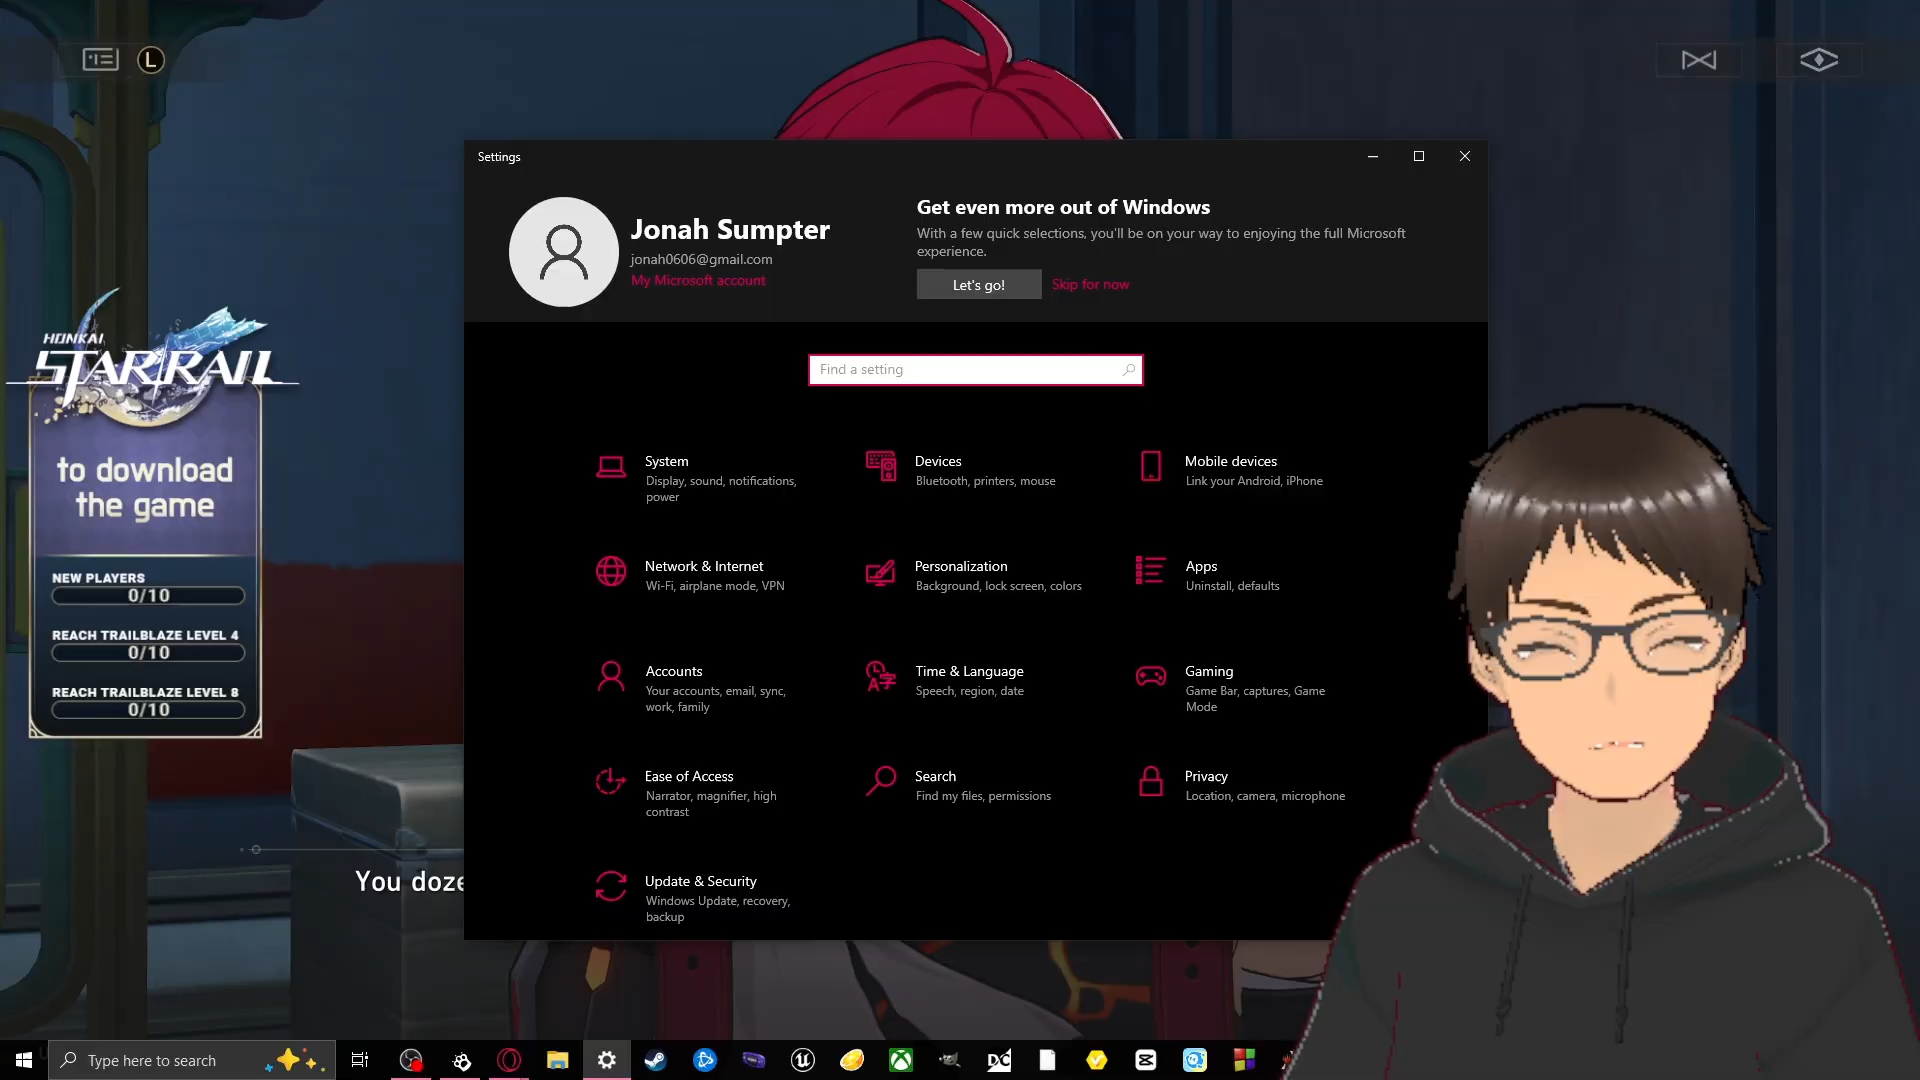 L
Settings
Jonah Sumpter
jonah0606@gmail.com
My Microsoft account
Get even more out of Windows
With a few quick selections, you'll be on your way to enjoying the full Microsoft
experience.
Let's go!
Skip for now
Find a setting
System
Display, sound, notifications,
power
Devices
Bluetooth, printers, mouse
Mobile devices
Link your Android, iPhone
Network & Internet
Wi-Fi, airplane mode, VPN
Personalization
Background, lock screen, colors
Apps
Uninstall, defaults
Accounts
Your accounts, email, sync,
work, family
Time & Language
Speech, region, date
Gaming
Game Bar, captures, Game
Mode
Ease of Access
Narrator, magnifier, high
contrast
Search
Find my files, permissions
Privacy
Location, camera, microphone
Update & Security
Windows Update, recovery,
backup
HONKAI
STAR RAIL
to download
the game
NEW PLAYERS
0/10
REACH TRAILBLAZE LEVEL 4
0/10
REACH TRAILBLAZE LEVEL 8
0/10
You doze
Type here to search
DC